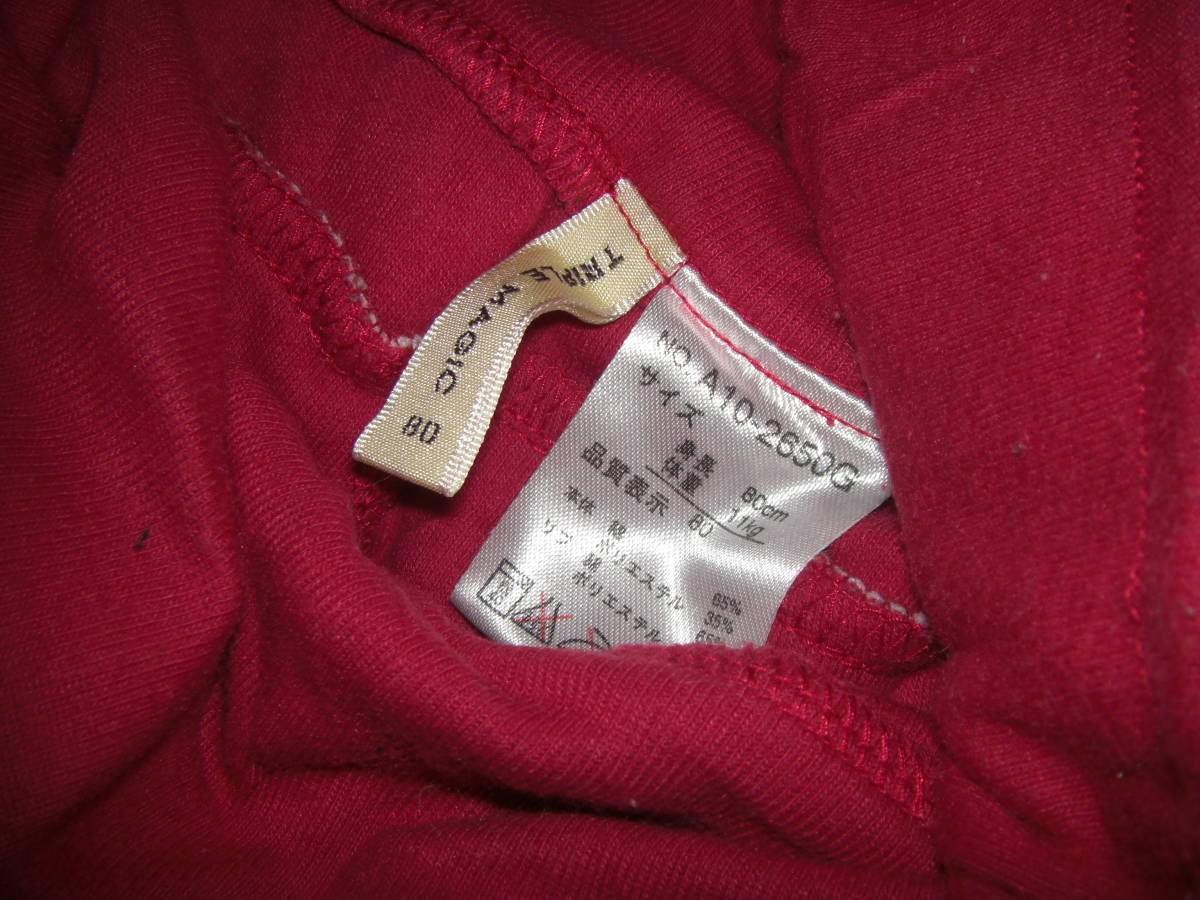 TRIPLE MAGIC
80
NO. A10-2650G
サイズ
身長 80cm
体重 11kg
80
品質表示
本体 綿 65%
ポリエステル 35%
リブ 綿 65%
ポリエステル